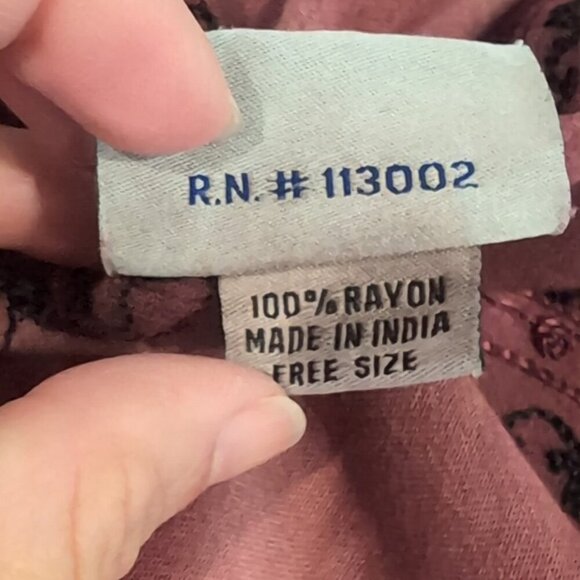 R.N. # 113002
100% RAYON
MADE IN INDIA
FREE SIZE